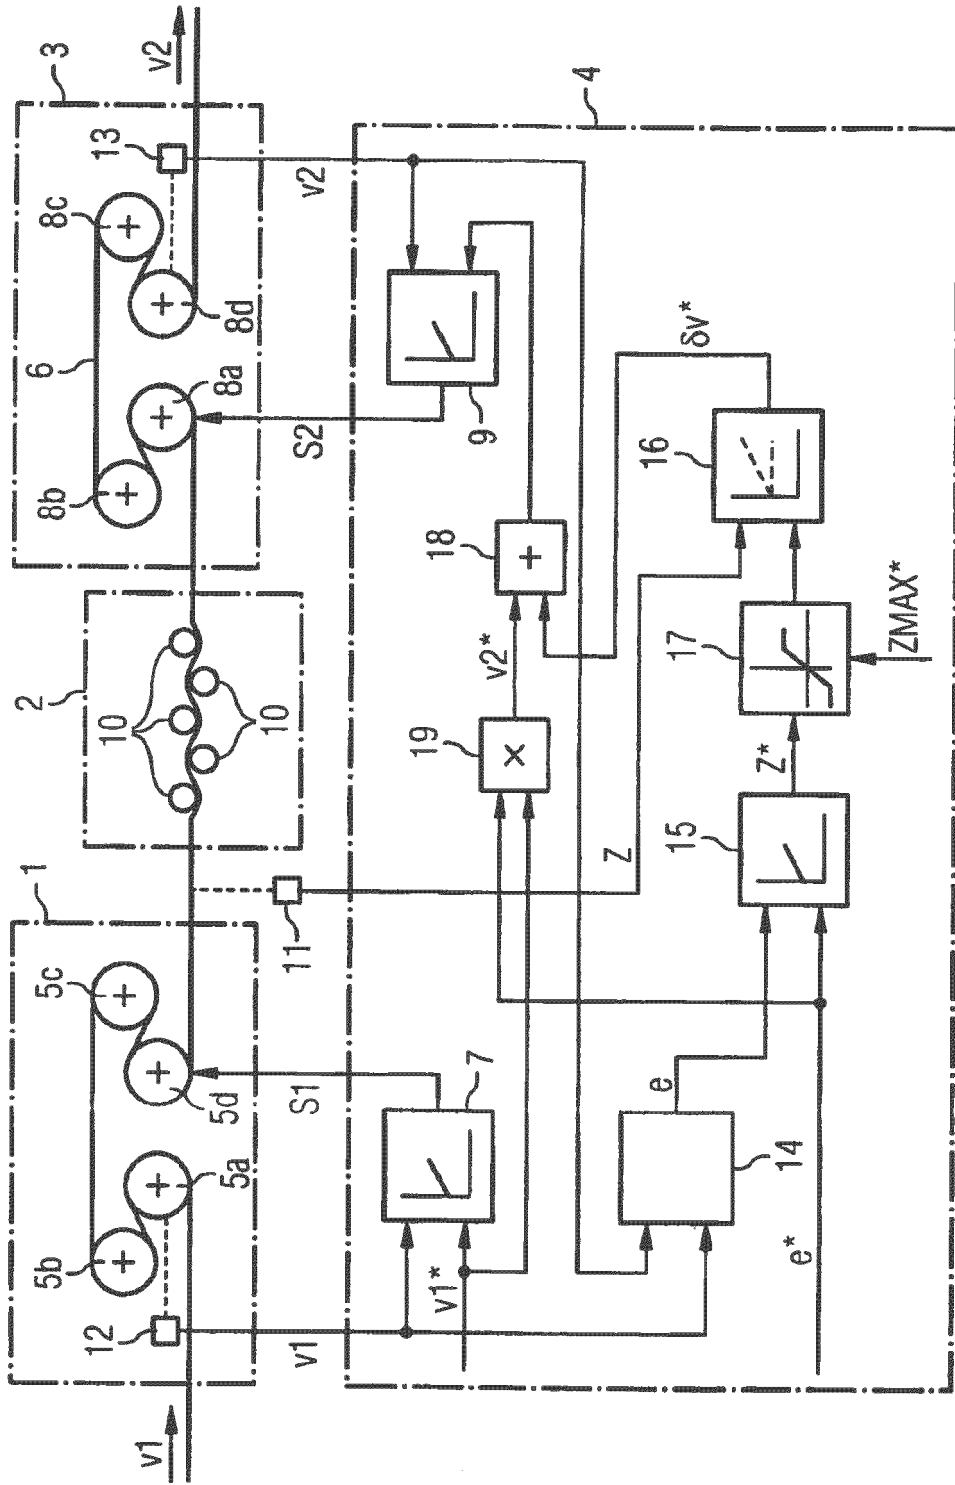 v1
1
5b
5a
5c
5d
12
11
S1
v1
2
10
10
3
8b
8a
6
8c
8d
13
v2
S2
v2
4
7
v1*
9
19
v2*
18
Z
δv*
14
e
e*
15
Z*
17
ZMAX*
16
×
+
+
+
+
+
+
+
+
+